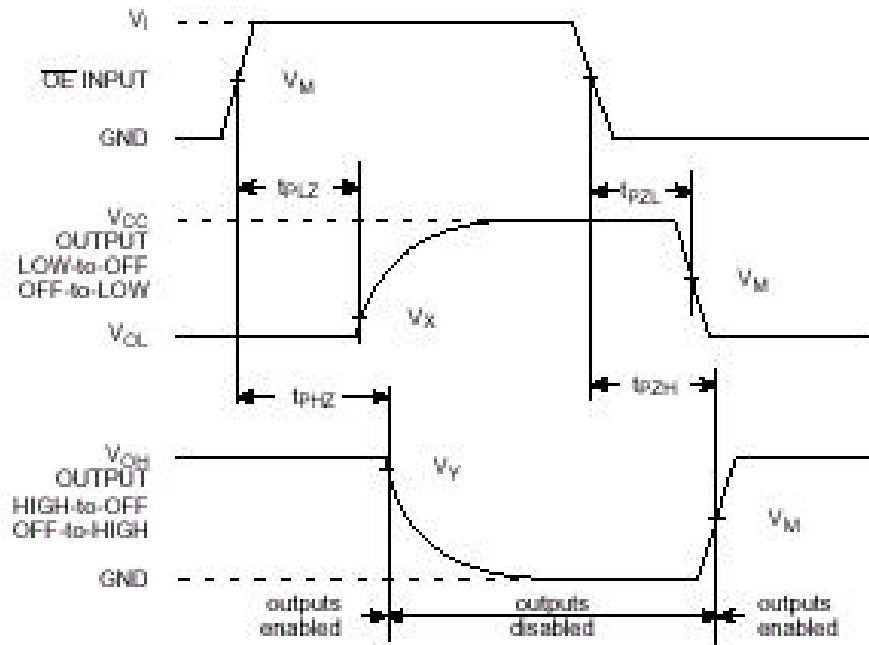 VI
OE INPUT
VM
GND
tPLZ
tPZL
VCC
OUTPUT
LOW-to-OFF
OFF-to-LOW
VM
VX
VOL
tPHZ
tPZH
VOH
OUTPUT
HIGH-to-OFF
OFF-to-HIGH
VY
VM
GND
outputs
enabled
outputs
disabled
outputs
enabled